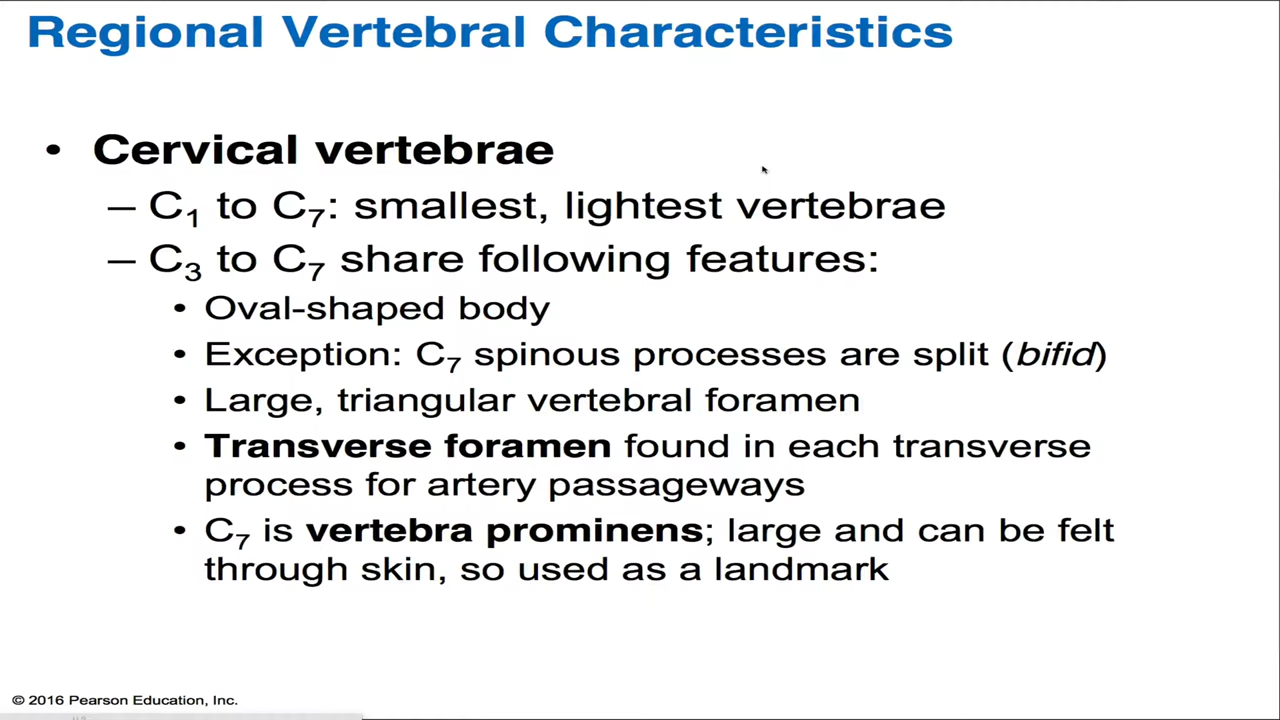 Regional Vertebral Characteristics
• Cervical vertebrae
– C₁ to C₇: smallest, lightest vertebrae
– C₃ to C₇ share following features:
• Oval-shaped body
• Exception: C₇ spinous processes are split (bifid)
• Large, triangular vertebral foramen
• Transverse foramen found in each transverse
process for artery passageways
• C₇ is vertebra prominens; large and can be felt
through skin, so used as a landmark
© 2016 Pearson Education, Inc.